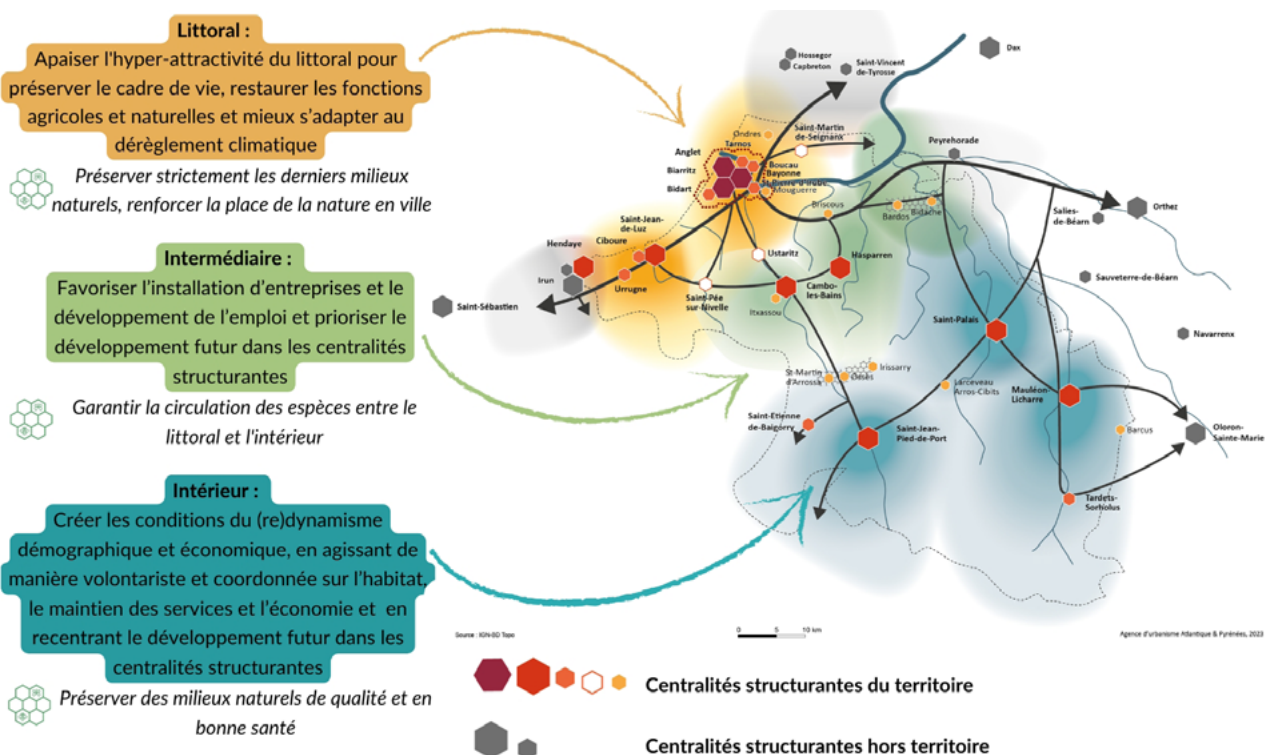 Littoral :
Apaiser l'hyper-attractivité du littoral pour
préserver le cadre de vie, restaurer les fonctions
agricoles et naturelles et mieux s'adapter au
dérèglement climatique
Préserver strictement les derniers milieux
naturels, renforcer la place de la nature en ville
Intermédiaire :
Favoriser l'installation d'entreprises et le
développement de l'emploi et prioriser le
développement futur dans les centralités
structurantes
Garantir la circulation des espèces entre le
littoral et l'intérieur
Intérieur :
Créer les conditions du (re)dynamisme
démographique et économique, en agissant de
manière volontariste et coordonnée sur l'habitat,
le maintien des services et l'économie et en
recentrant le développement futur dans les
centralités structurantes
Préserver des milieux naturels de qualité et en
bonne santé
Dax
Hossegor
Capbreton
Saint-Vincent
de-Tyrosse
Saint-Martin
de-Seignanx
Ondres
Tarnos
Anglet
Biarritz
Bidart
Boucau
Bayonne
St-Pierre-d'Irube
Mouguerre
Peyrehorade
Briscous
Bardos
Bidache
Salies-
de-Béarn
Orthez
Saint-Jean-
de-Luz
Ciboure
Hendaye
Irun
Urrugne
Saint-Sébastien
Ustaritz
Hasparren
Saint-Pée
sur-Nivelle
Cambo-
les-Bains
Itxassou
Sauveterre-de-Béarn
Saint-Palais
Navarrenx
St-Martin
d'Arrossa
Ossès
Irissarry
Larceveau
Arros-Cibits
Mauléon-
Licharre
Saint-Etienne
de-Baigorry
Saint-Jean-
Pied-de-Port
Barcus
Oloron-
Sainte-Marie
Tardets-
Sorholus
Source : IGN-BD Topo
0 5 10 km
Agence d'urbanisme Atlantique & Pyrénées, 2023
Centralités structurantes du territoire
Centralités structurantes hors territoire